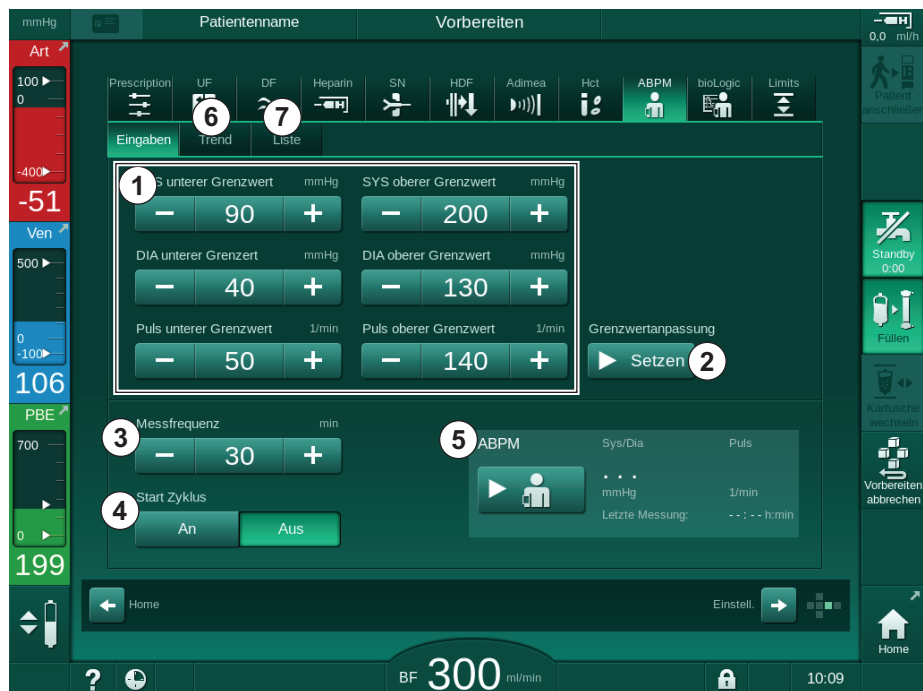 mmHg
Patientenname
Vorbereiten
0,0 ml/h
Art
100
0
-400
-51
Ven
500
0
-100
106
PBE
700
0
199
Prescription
UF
DF
Heparin
SN
HDF
Adimea
Hct
ABPM
bioLogic
Limits
6
7
Eingaben
Trend
Liste
1
S unterer Grenzwert mmHg
SYS oberer Grenzwert mmHg
90
200
DIA unterer Grenzert mmHg
DIA oberer Grenzwert mmHg
40
130
Puls unterer Grenzwert 1/min
Puls oberer Grenzwert 1/min
Grenzwertanpassung
50
140
Setzen
2
3
Messfrequenz min
30
4
Start Zyklus
An
Aus
5
ABPM
Sys/Dia
Puls
. . .
mmHg
1/min
Letzte Messung:
--:-- h:min
Home
Einstell.
Patient
anschließen
Standby
0:00
Füllen
Kartusche
wechseln
Vorbereiten
abbrechen
Home
?
BF 300 ml/min
10:09